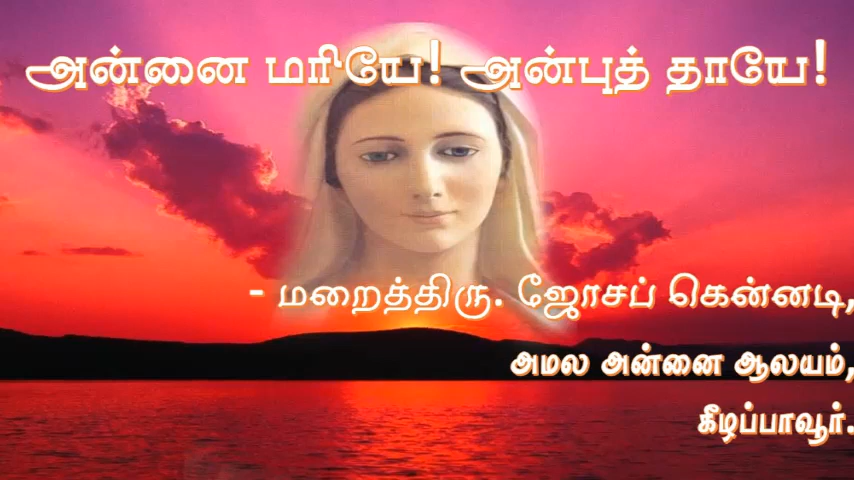 அன்னை மரியே! அன்புத் தாயே!
- மறைத்திரு. ஜோசப் கென்னடி,
அமல அன்னை ஆலயம்,
கீழப்பாவூர்.